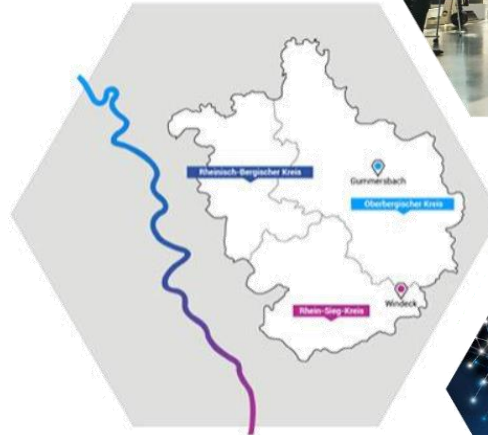 Rheinisch-Bergischer Kreis
Gummersbach
Oberbergischer Kreis
Windeck
Rhein-Sieg-Kreis